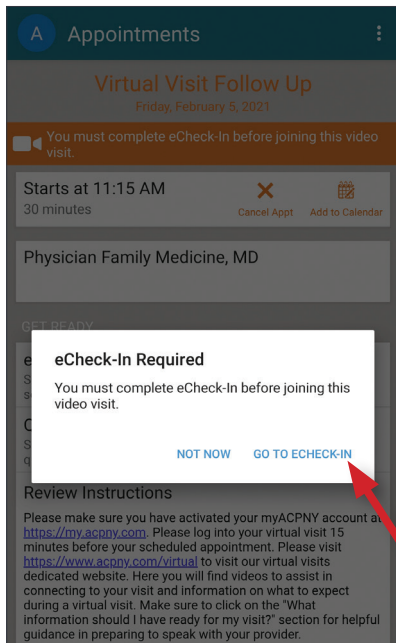 A Appointments
Virtual Visit Follow Up
Friday, February 5, 2021
You must complete eCheck-In before joining this video
visit.
Starts at 11:15 AM
30 minutes
Cancel Appt Add to Calendar
Physician Family Medicine, MD
GET READY
eCheck-In Required
You must complete eCheck-In before joining this
video visit.
NOT NOW GO TO ECHECK-IN
Review Instructions
Please make sure you have activated your myACPNY account at
https://my.acpny.com. Please log into your virtual visit 15
minutes before your scheduled appointment. Please visit
https://www.acpny.com/virtual to visit our virtual visits
dedicated website. Here you will find videos to assist in
connecting to your visit and information on what to expect
during a virtual visit. Make sure to click on the "What
information should I have ready for my visit?" section for helpful
guidance in preparing to speak with your provider.